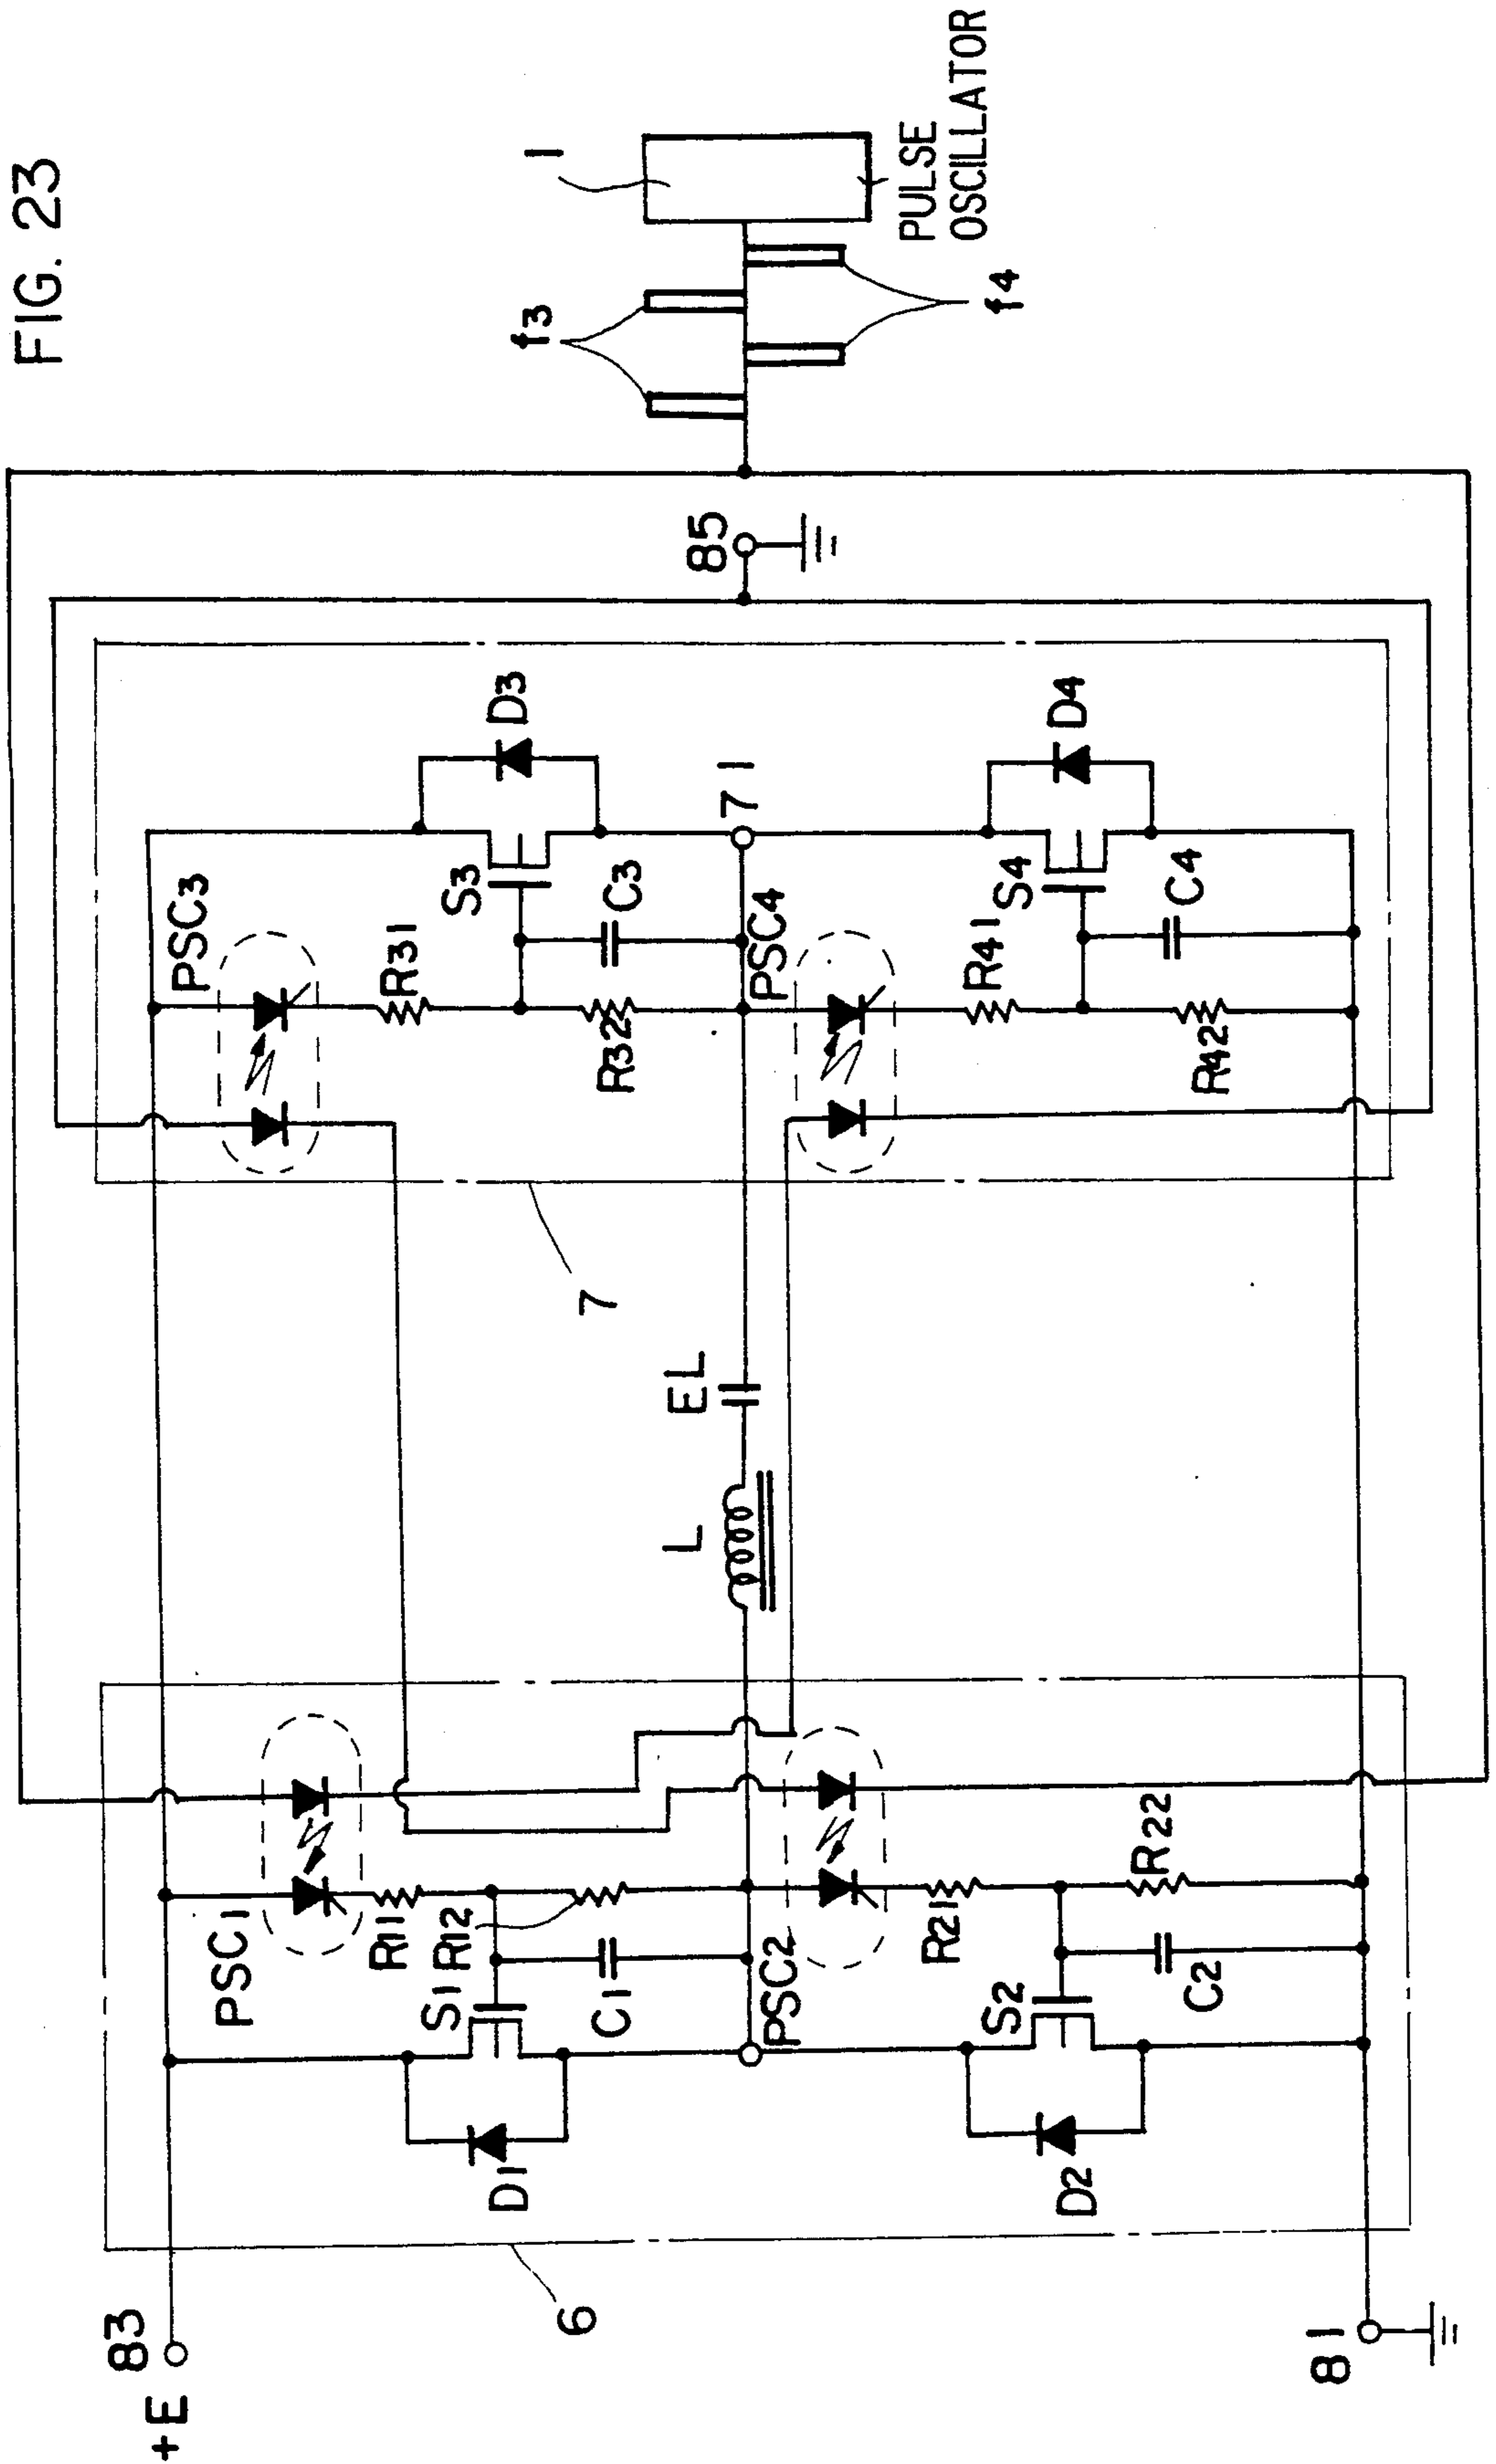 FIG. 23
+E
83
81
6
7
D1
D2
S1
S2
PSC1
PSC2
R11
R12
C1
R21
R22
C2
L
EL
PSC3
R31
R32
S3
C3
D3
71
PSC4
R41
R42
S4
C4
D4
85
f3
f4
1
PULSE
OSCILLATOR